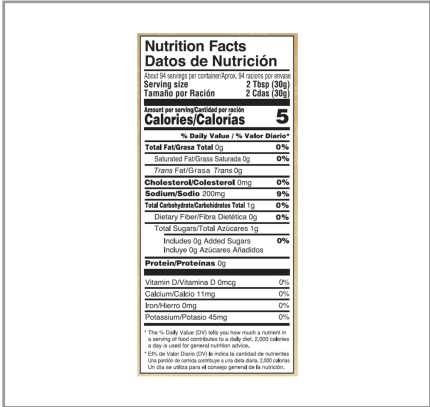 Nutrition Facts
Datos de Nutrición
About 94 servings per container/Aprox. 94 racions por envase
Serving size 2 Tbsp (30g)
Tamaño por Ración 2 Cdas (30g)
Amount per serving/Cantidad por ración
Calories/Calorías 5
% Daily Value / % Valor Diario*
Total Fat/Grasa Total 0g 0%
Saturated Fat/Grasa Saturada 0g 0%
Trans Fat/Grasa Trans 0g
Cholesterol/Colesterol 0mg 0%
Sodium/Sodio 200mg 9%
Total Carbohydrate/Carbohidratos Total 1g 0%
Dietary Fiber/Fibra Dietética 0g 0%
Total Sugars/Total Azúcares 1g
Includes 0g Added Sugars 0%
Incluye 0g Azúcares Añadidos
Protein/Proteínas 0g
Vitamin D/Vitamina D 0mcg 0%
Calcium/Calcio 11mg 0%
Iron/Hierro 0mg 0%
Potassium/Potasio 45mg 0%
* The % Daily Value (DV) tells you how much a nutrient in
a serving of food contributes to a daily diet. 2,000 calories
a day is used for general nutrition advice.
* El% de Valor Diario (DV) le indica la cantidad de nutrientes
Una porción de comida contribuye a una dieta diaria. 2,000 calorias
Un día se utiliza para el consejo general de la nutrición.